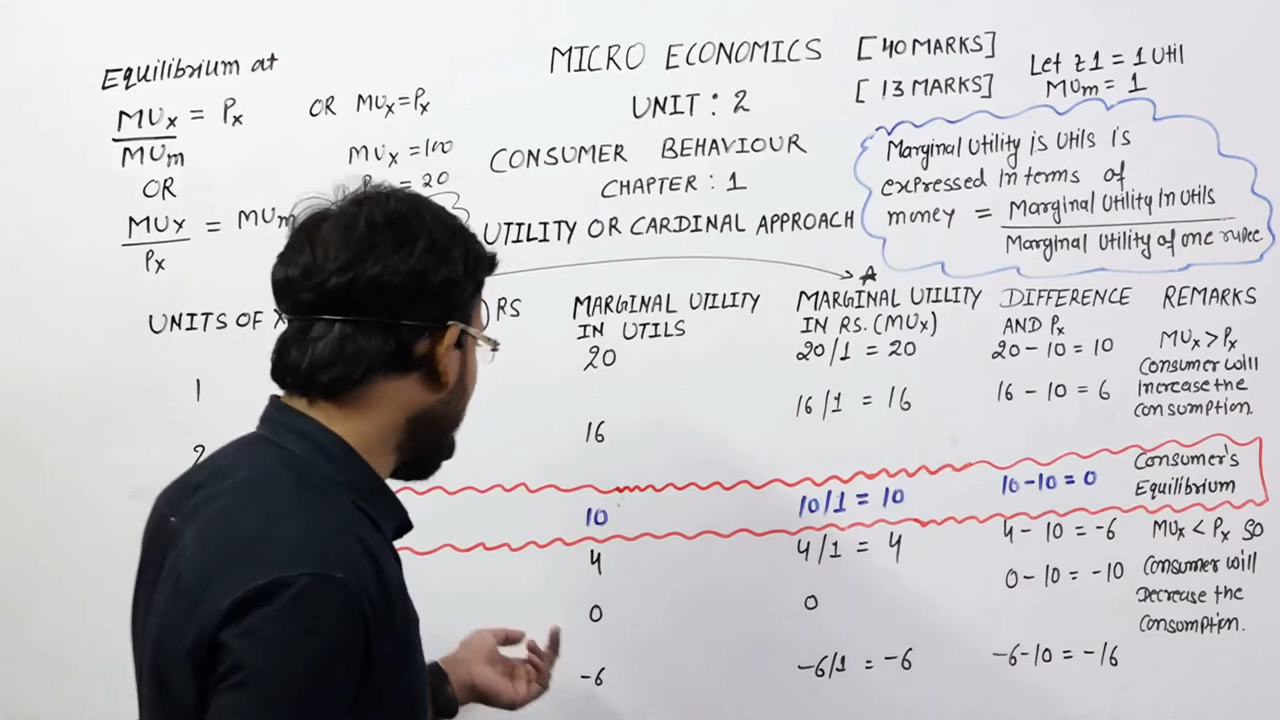 MICRO ECONOMICS [40 MARKS]
UNIT : 2 [13 MARKS]
CONSUMER BEHAVIOUR
CHAPTER : 1
UTILITY OR CARDINAL APPROACH
Equilibrium at
MUx = Px OR MUx = Px
MUm
MUx = 100
OR
= 20
MUx = MUm
Px
Let ₹1 = 1 Util
MUm = 1
Marginal Utility is Utils is
expressed In terms of
money = Marginal Utility In Utils
Marginal Utility of one rupee
A
UNITS OF X ) RS MARGINAL UTILITY MARGINAL UTILITY DIFFERENCE REMARKS
IN UTILS IN RS. (MUx) AND Px
20 20/1 = 20 20 - 10 = 10 MUx > Px
Consumer will
1 16/1 = 16 16 - 10 = 6 Increase the
consumption.
2 16
Consumer's
10 10/1 = 10 10-10 = 0 Equilibrium
4 4/1 = 4 4 - 10 = -6 MUx < Px so
0 0 0 - 10 = -10 Consumer will
Decrease the
Consumption.
-6 -6/1 = -6 -6-10 = -16